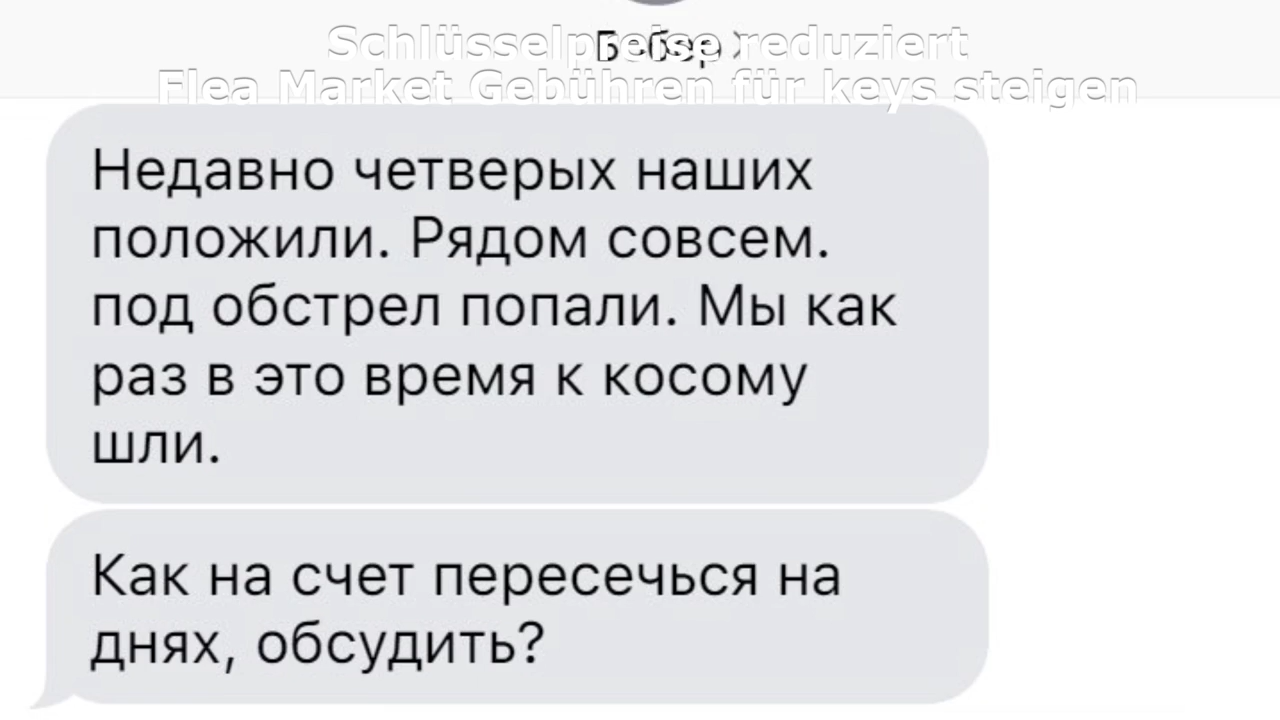 Schlüsselpreise reduziert
Flea Market Gebühren für keys steigen
Недавно четверых наших
положили. Рядом совсем.
под обстрел попали. Мы как
раз в это время к косому
шли.
Как на счет пересечься на
днях, обсудить?